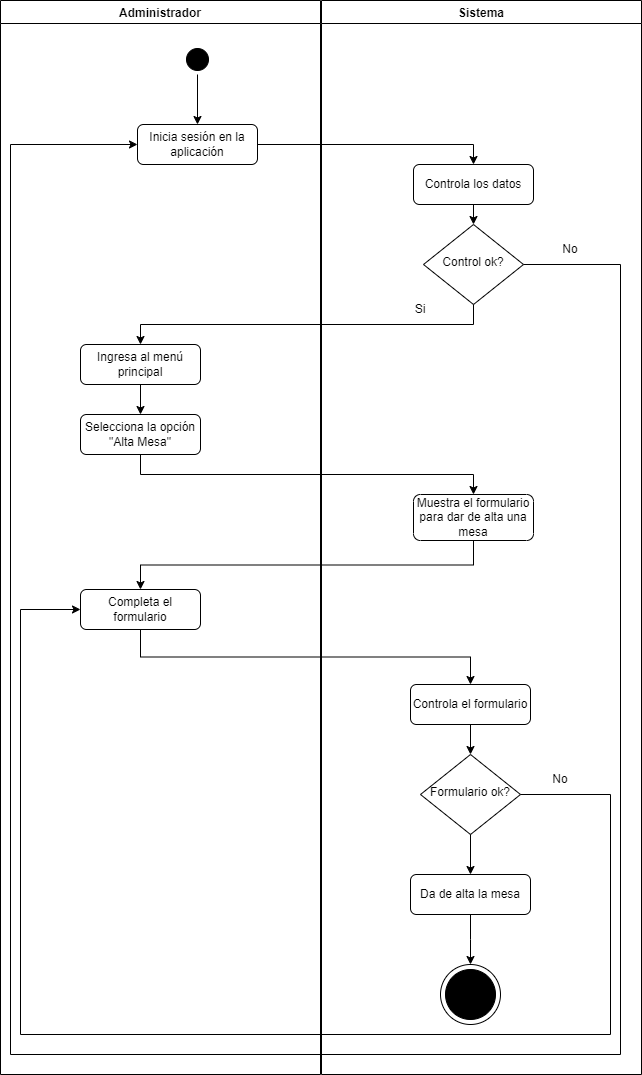 Administrador
Sistema
Inicia sesión en la
aplicación
Controla los datos
Control ok?
No
Si
Ingresa al menú
principal
Selecciona la opción
"Alta Mesa"
Muestra el formulario
para dar de alta una
mesa
Completa el
formulario
Controla el formulario
Formulario ok?
No
Da de alta la mesa